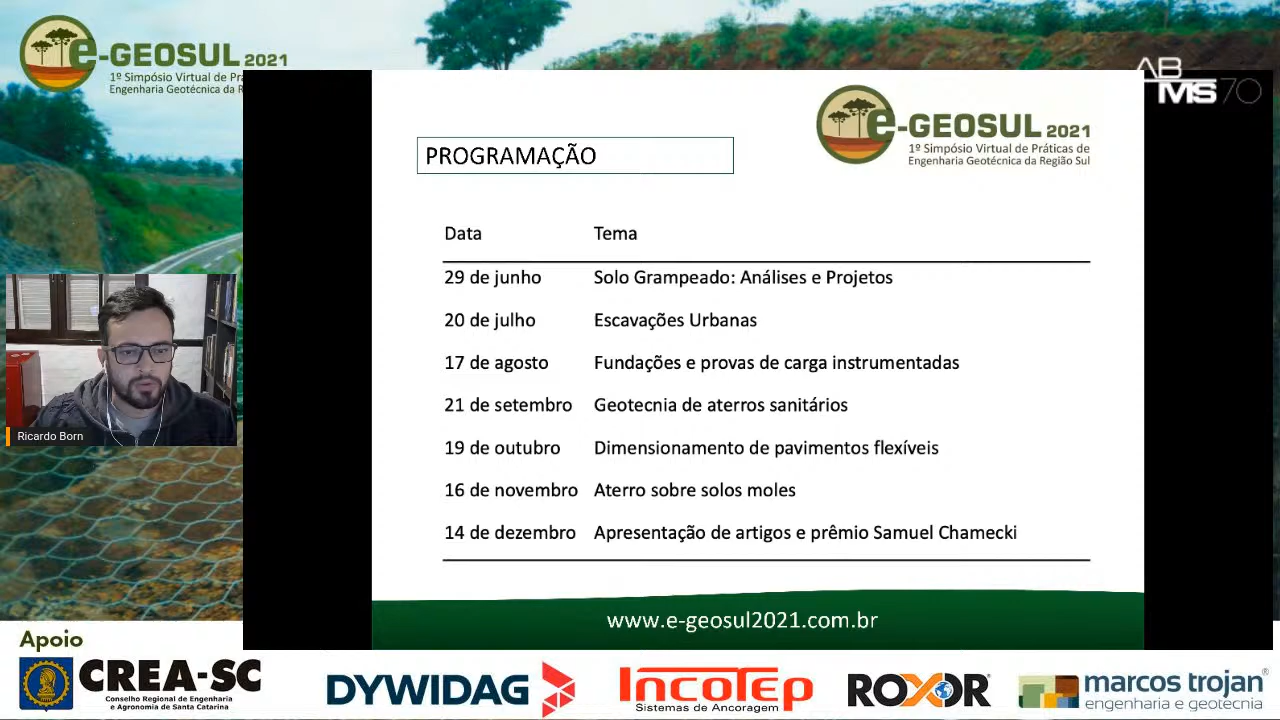 e-GEOSUL 2021
1º Simpósio Virtual de Pr
Engenharia Geotécnica da R
ABMS70
e-GEOSUL 2021
1º Simpósio Virtual de Práticas de
Engenharia Geotécnica da Região Sul
PROGRAMAÇÃO
Data Tema
29 de junho Solo Grampeado: Análises e Projetos
20 de julho Escavações Urbanas
17 de agosto Fundações e provas de carga instrumentadas
21 de setembro Geotecnia de aterros sanitários
19 de outubro Dimensionamento de pavimentos flexíveis
16 de novembro Aterro sobre solos moles
14 de dezembro Apresentação de artigos e prêmio Samuel Chamecki
Ricardo Born
www.e-geosul2021.com.br
Apoio
CREA-SC
Conselho Regional de Engenharia
e Agronomia de Santa Catarina
DYWIDAG
INCOTEP
Sistemas de Ancoragem
ROXOR®
marcos trojan®
engenharia e geotecnia